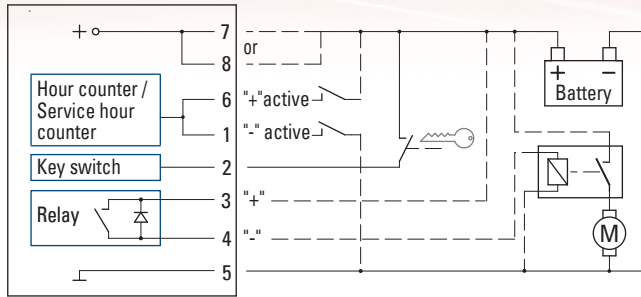 +
7
or
8
Hour counter /
Service hour
counter
6 "+"active
1 "-" active
Key switch
2
Relay
3 "+"
4 "-"
5
+ −
Battery
M